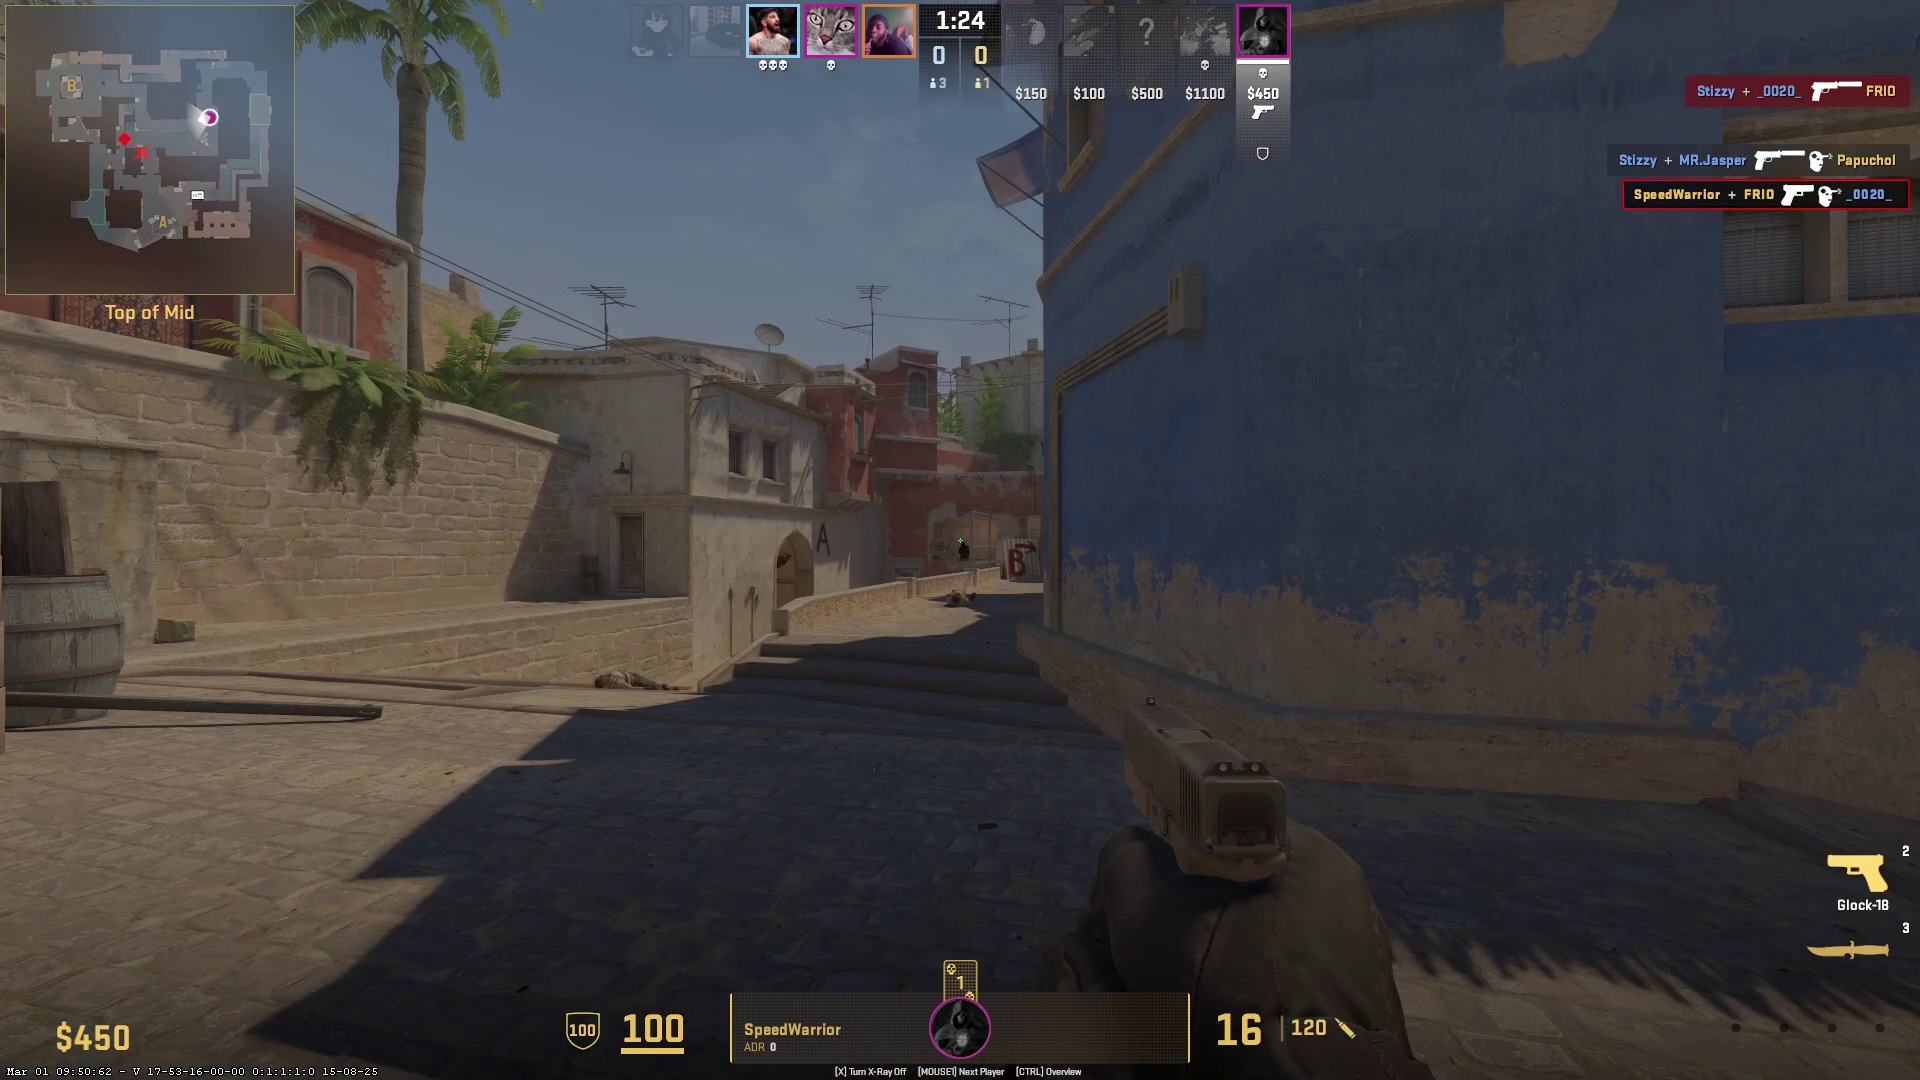 1:24
0 0
3 1
$150 $100 $500 $1100 $450
B
A
Top of Mid
Stizzy + _0020_ FRIO
Stizzy + MR.Jasper Papuchol
SpeedWarrior + FRIO _0020_
A
B
2
Glock-18
3
1
$450
100 100
SpeedWarrior
ADR 0
16 120
[X] Turn X-Ray Off [MOUSE1] Next Player [CTRL] Overview
Mar 01 09:50:62 - V 17-53-16-00-00 0:1:1:1:0 15-08-25